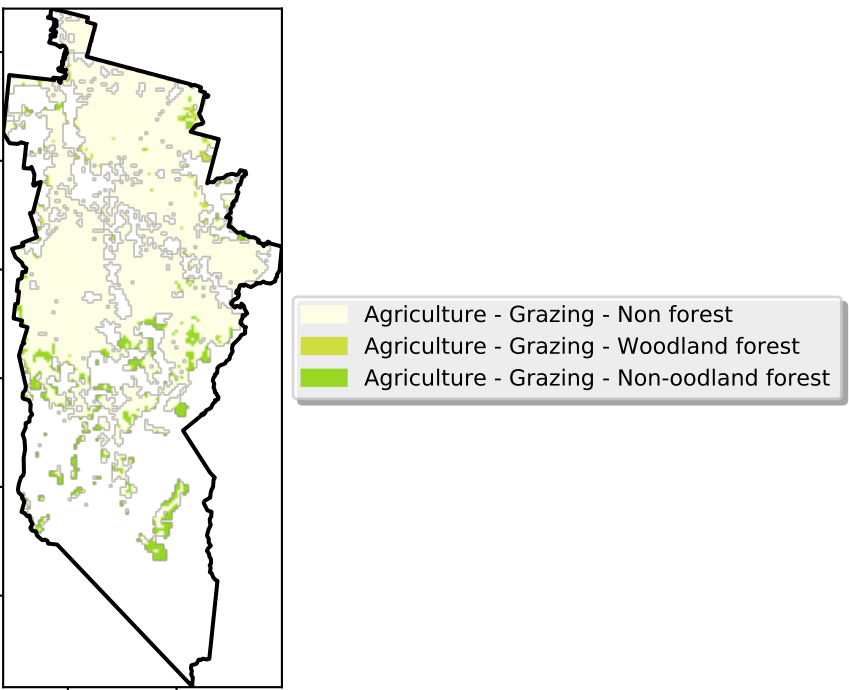 Agriculture - Grazing - Non forest
Agriculture - Grazing - Woodland forest
Agriculture - Grazing - Non-oodland forest